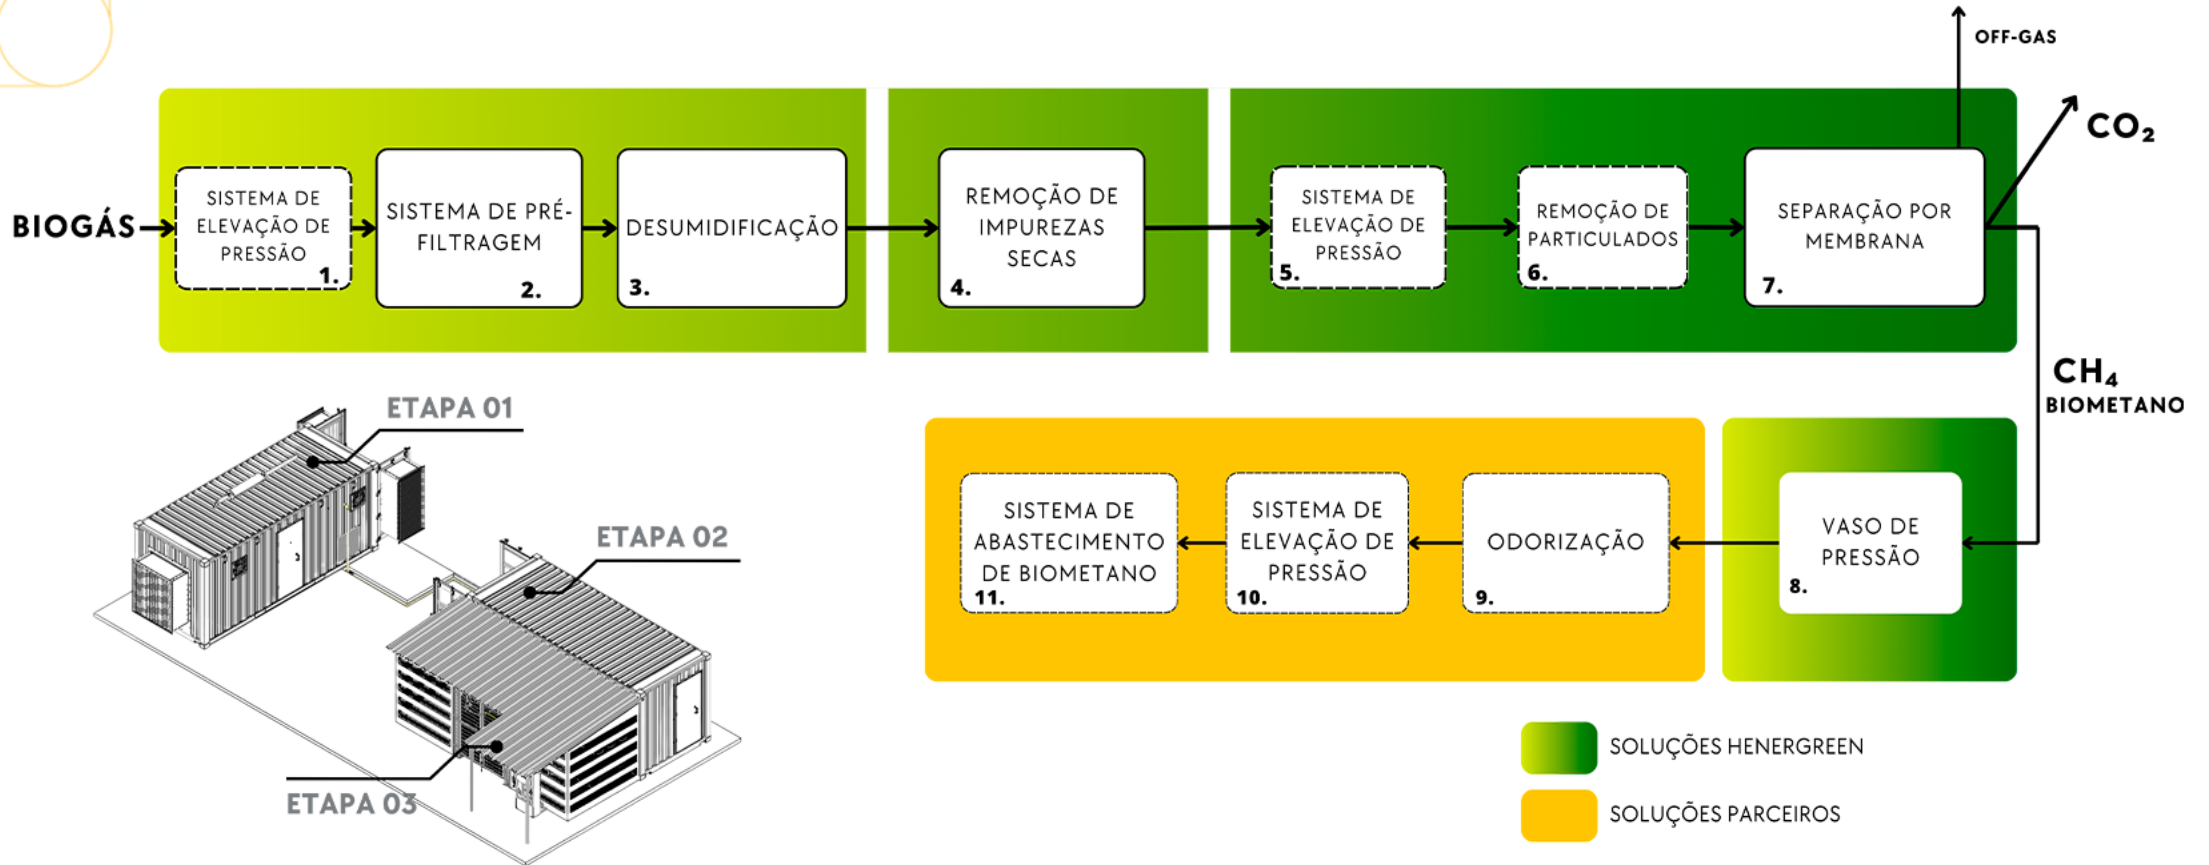 OFF-GAS
CO₂
BIOGÁS
SISTEMA DE
ELEVAÇÃO DE
PRESSÃO
1.
SISTEMA DE PRÉ-
FILTRAGEM
2.
DESUMIDIFICAÇÃO
3.
REMOÇÃO DE
IMPUREZAS
SECAS
4.
SISTEMA DE
ELEVAÇÃO DE
PRESSÃO
5.
REMOÇÃO DE
PARTICULADOS
6.
SEPARAÇÃO POR
MEMBRANA
7.
CH₄
BIOMETANO
VASO DE
PRESSÃO
8.
ODORIZAÇÃO
9.
SISTEMA DE
ELEVAÇÃO DE
PRESSÃO
10.
SISTEMA DE
ABASTECIMENTO
DE BIOMETANO
11.
ETAPA 01
ETAPA 02
ETAPA 03
SOLUÇÕES HENERGREEN
SOLUÇÕES PARCEIROS